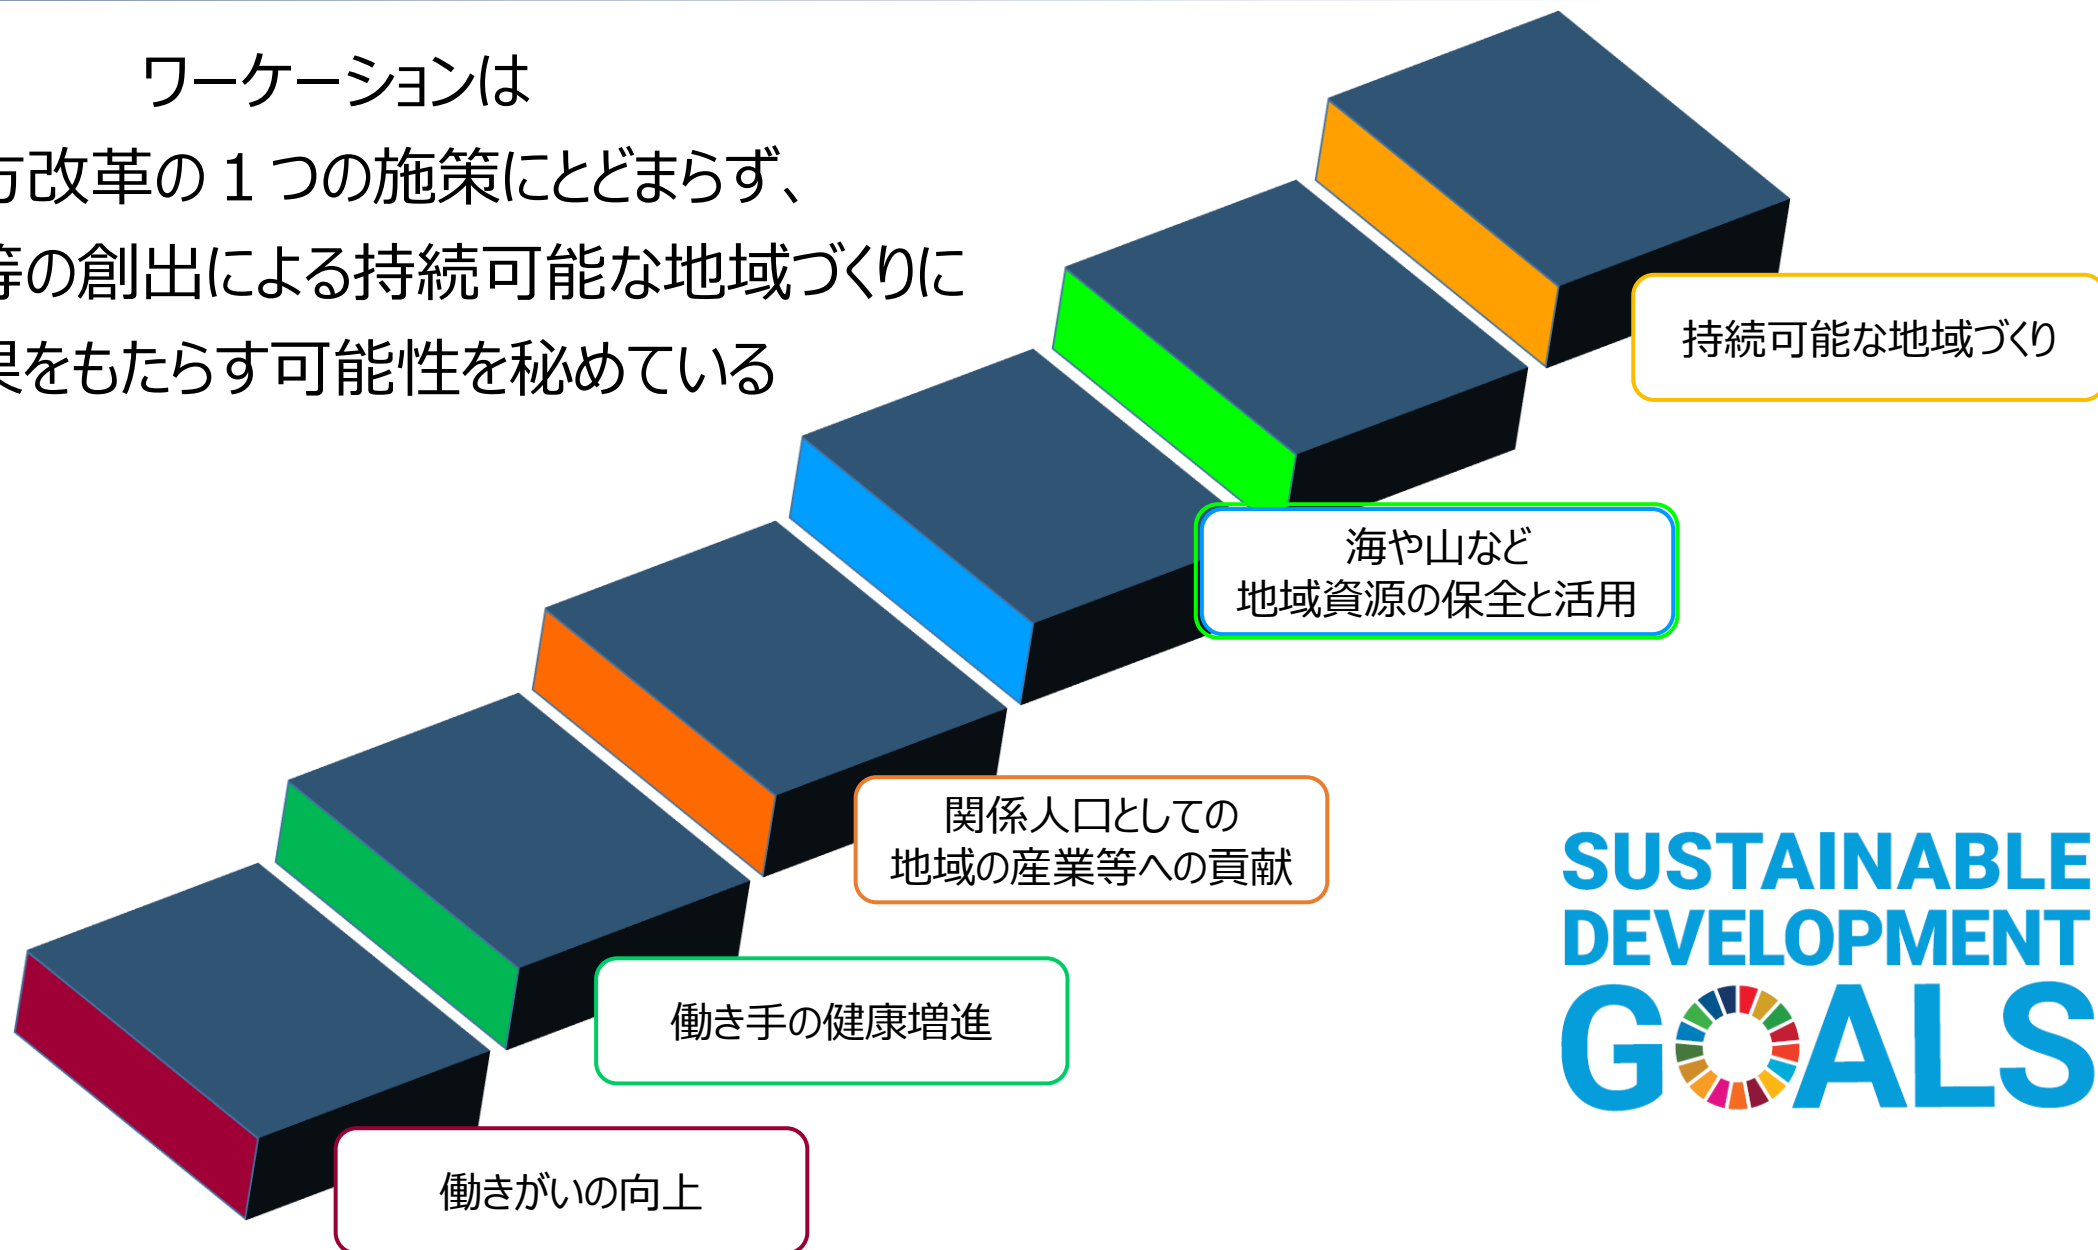 ワーケーションは
方改革の１つの施策にとどまらず、
等の創出による持続可能な地域づくりに
果をもたらす可能性を秘めている
持続可能な地域づくり
海や山など
地域資源の保全と活用
関係人口としての
地域の産業等への貢献
働き手の健康増進
働きがいの向上
SUSTAINABLE
DEVELOPMENT
GOALS